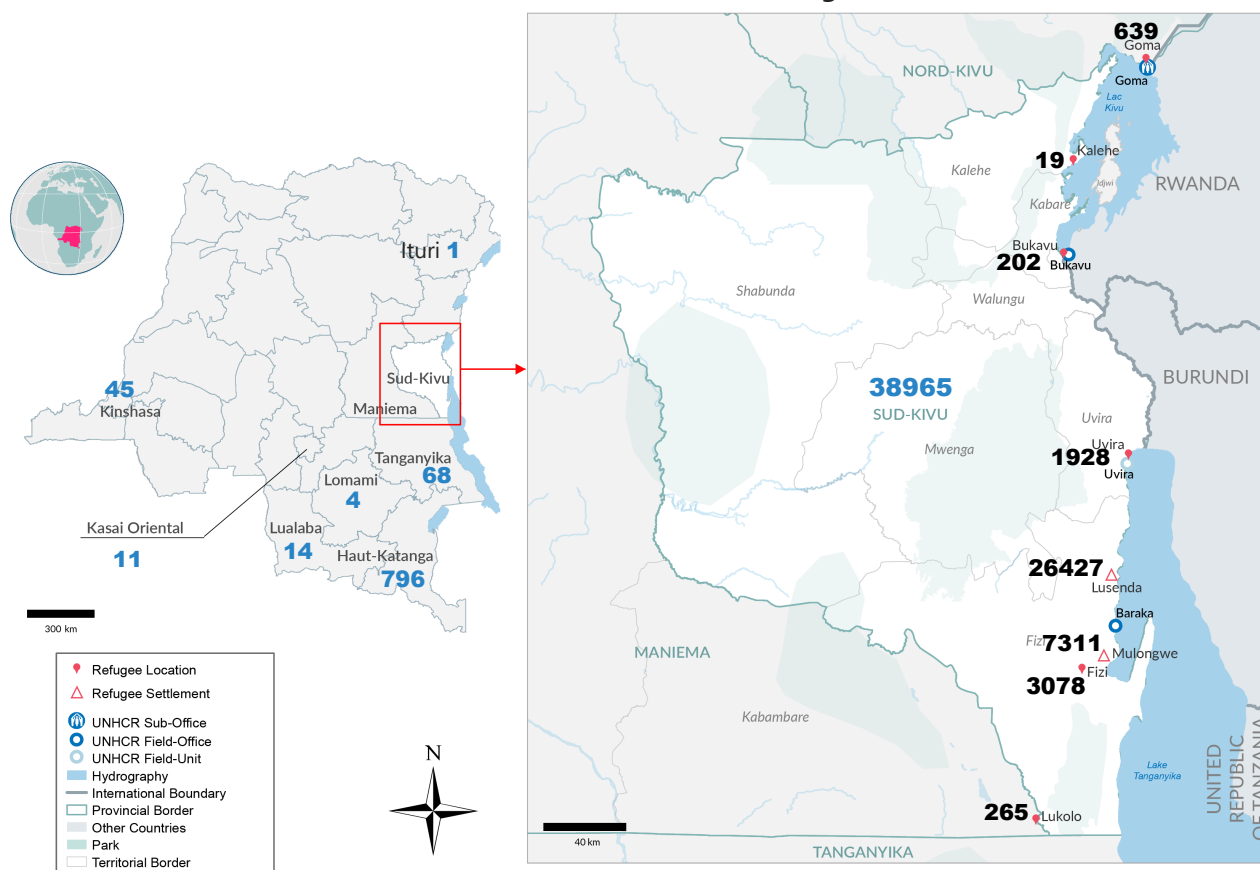 639
Goma
Goma
NORD-KIVU
Lac
Kivu
Kalehe
19
Kalehe
Idjwi
RWANDA
Kabare
Bukavu
202
Bukavu
Shabunda
Walungu
BURUNDI
38965
SUD-KIVU
Uvira
Mwenga
Uvira
1928
Uvira
26427
Lusenda
Baraka
Fizi
7311
Mulongwe
Fizi
3078
MANIEMA
Kabambare
Lake
Tanganyika
UNITED
REPUBLIC
OF TANZANIA
265
Lukolo
40 km
TANGANYIKA
Ituri 1
Sud-Kivu
45
Kinshasa
Maniema
Tanganyika
68
Lomami
4
Kasai Oriental
11
Lualaba
14
Haut-Katanga
796
300 km
N
Refugee Location
Refugee Settlement
UNHCR Sub-Office
UNHCR Field-Office
UNHCR Field-Unit
Hydrography
International Boundary
Provincial Border
Other Countries
Park
Territorial Border